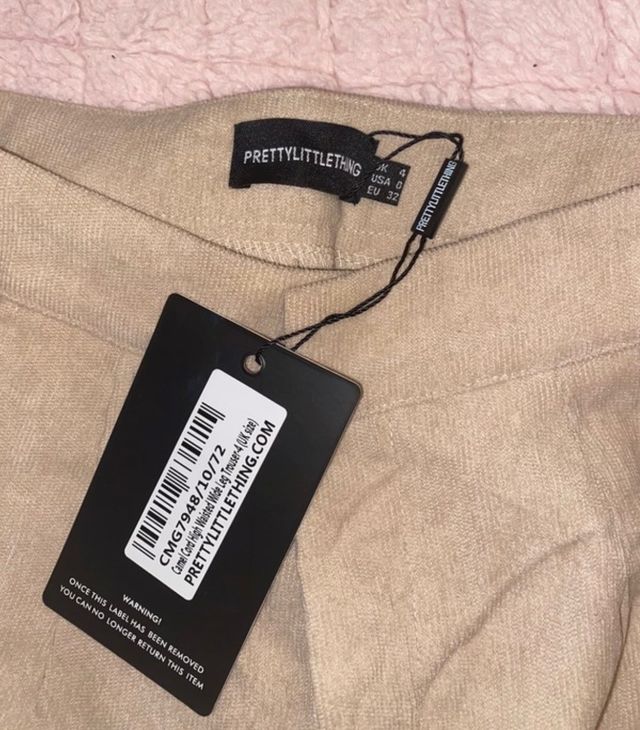 PRETTYLITTLETHING
UK 4
USA 0
EU 32
PRETTYLITTLETHING
CMG7948/10/72
Camel Cord High Waisted Wide Leg Trouser-4 (UK size)
PRETTYLITTLETHING.COM
WARNING!
ONCE THIS LABEL HAS BEEN REMOVED
YOU CAN NO LONGER RETURN THIS ITEM